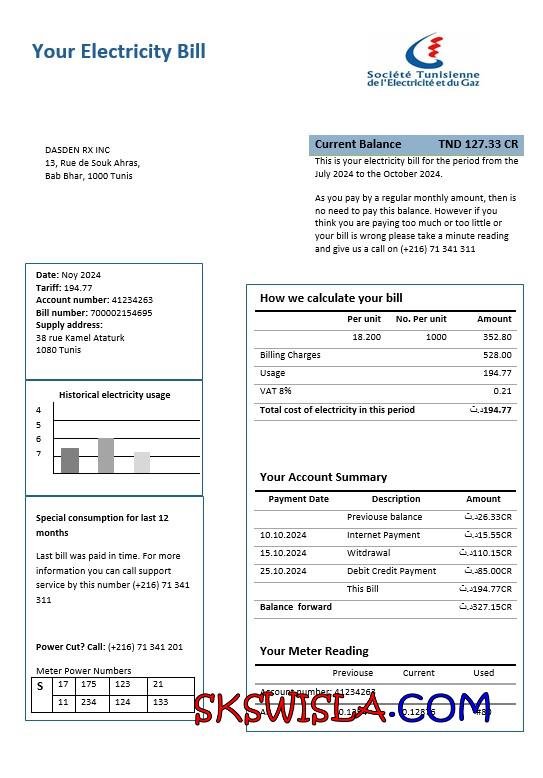 Your Electricity Bill
Société Tunisienne
de l'Electricité et du Gaz
DASDEN RX INC
13, Rue de Souk Ahras,
Bab Bhar, 1000 Tunis
Current Balance TND 127.33 CR
This is your electricity bill for the period from the
July 2024 to the October 2024.
As you pay by a regular monthly amount, then is
no need to pay this balance. However if you
think you are paying too much or too little or
your bill is wrong please take a minute reading
and give us a call on (+216) 71 341 311
Date: Noy 2024
Tariff: 194.77
Account number: 41234263
Bill number: 700002154695
Supply address:
38 rue Kamel Ataturk
1080 Tunis
Historical electricity usage
4
5
6
7
Special consumption for last 12
months
Last bill was paid in time. For more
information you can call support
service by this number (+216) 71 341
311
Power Cut? Call: (+216) 71 341 201
Meter Power Numbers
S 17 175 123 21
11 234 124 133
How we calculate your bill
Per unit No. Per unit Amount
18.200 1000 352.80
Billing Charges 528.00
Usage 194.77
VAT 8% 0.21
Total cost of electricity in this period د.ت194.77
Your Account Summary
Payment Date Description Amount
Previouse balance د.ت26.33CR
10.10.2024 Internet Payment د.ت15.55CR
15.10.2024 Witdrawal د.ت110.15CR
25.10.2024 Debit Credit Payment د.ت85.00CR
This Bill د.ت194.77CR
Balance forward د.ت327.15CR
Your Meter Reading
Previouse Current Used
Account number: 41234263
SKSWISLA.COM